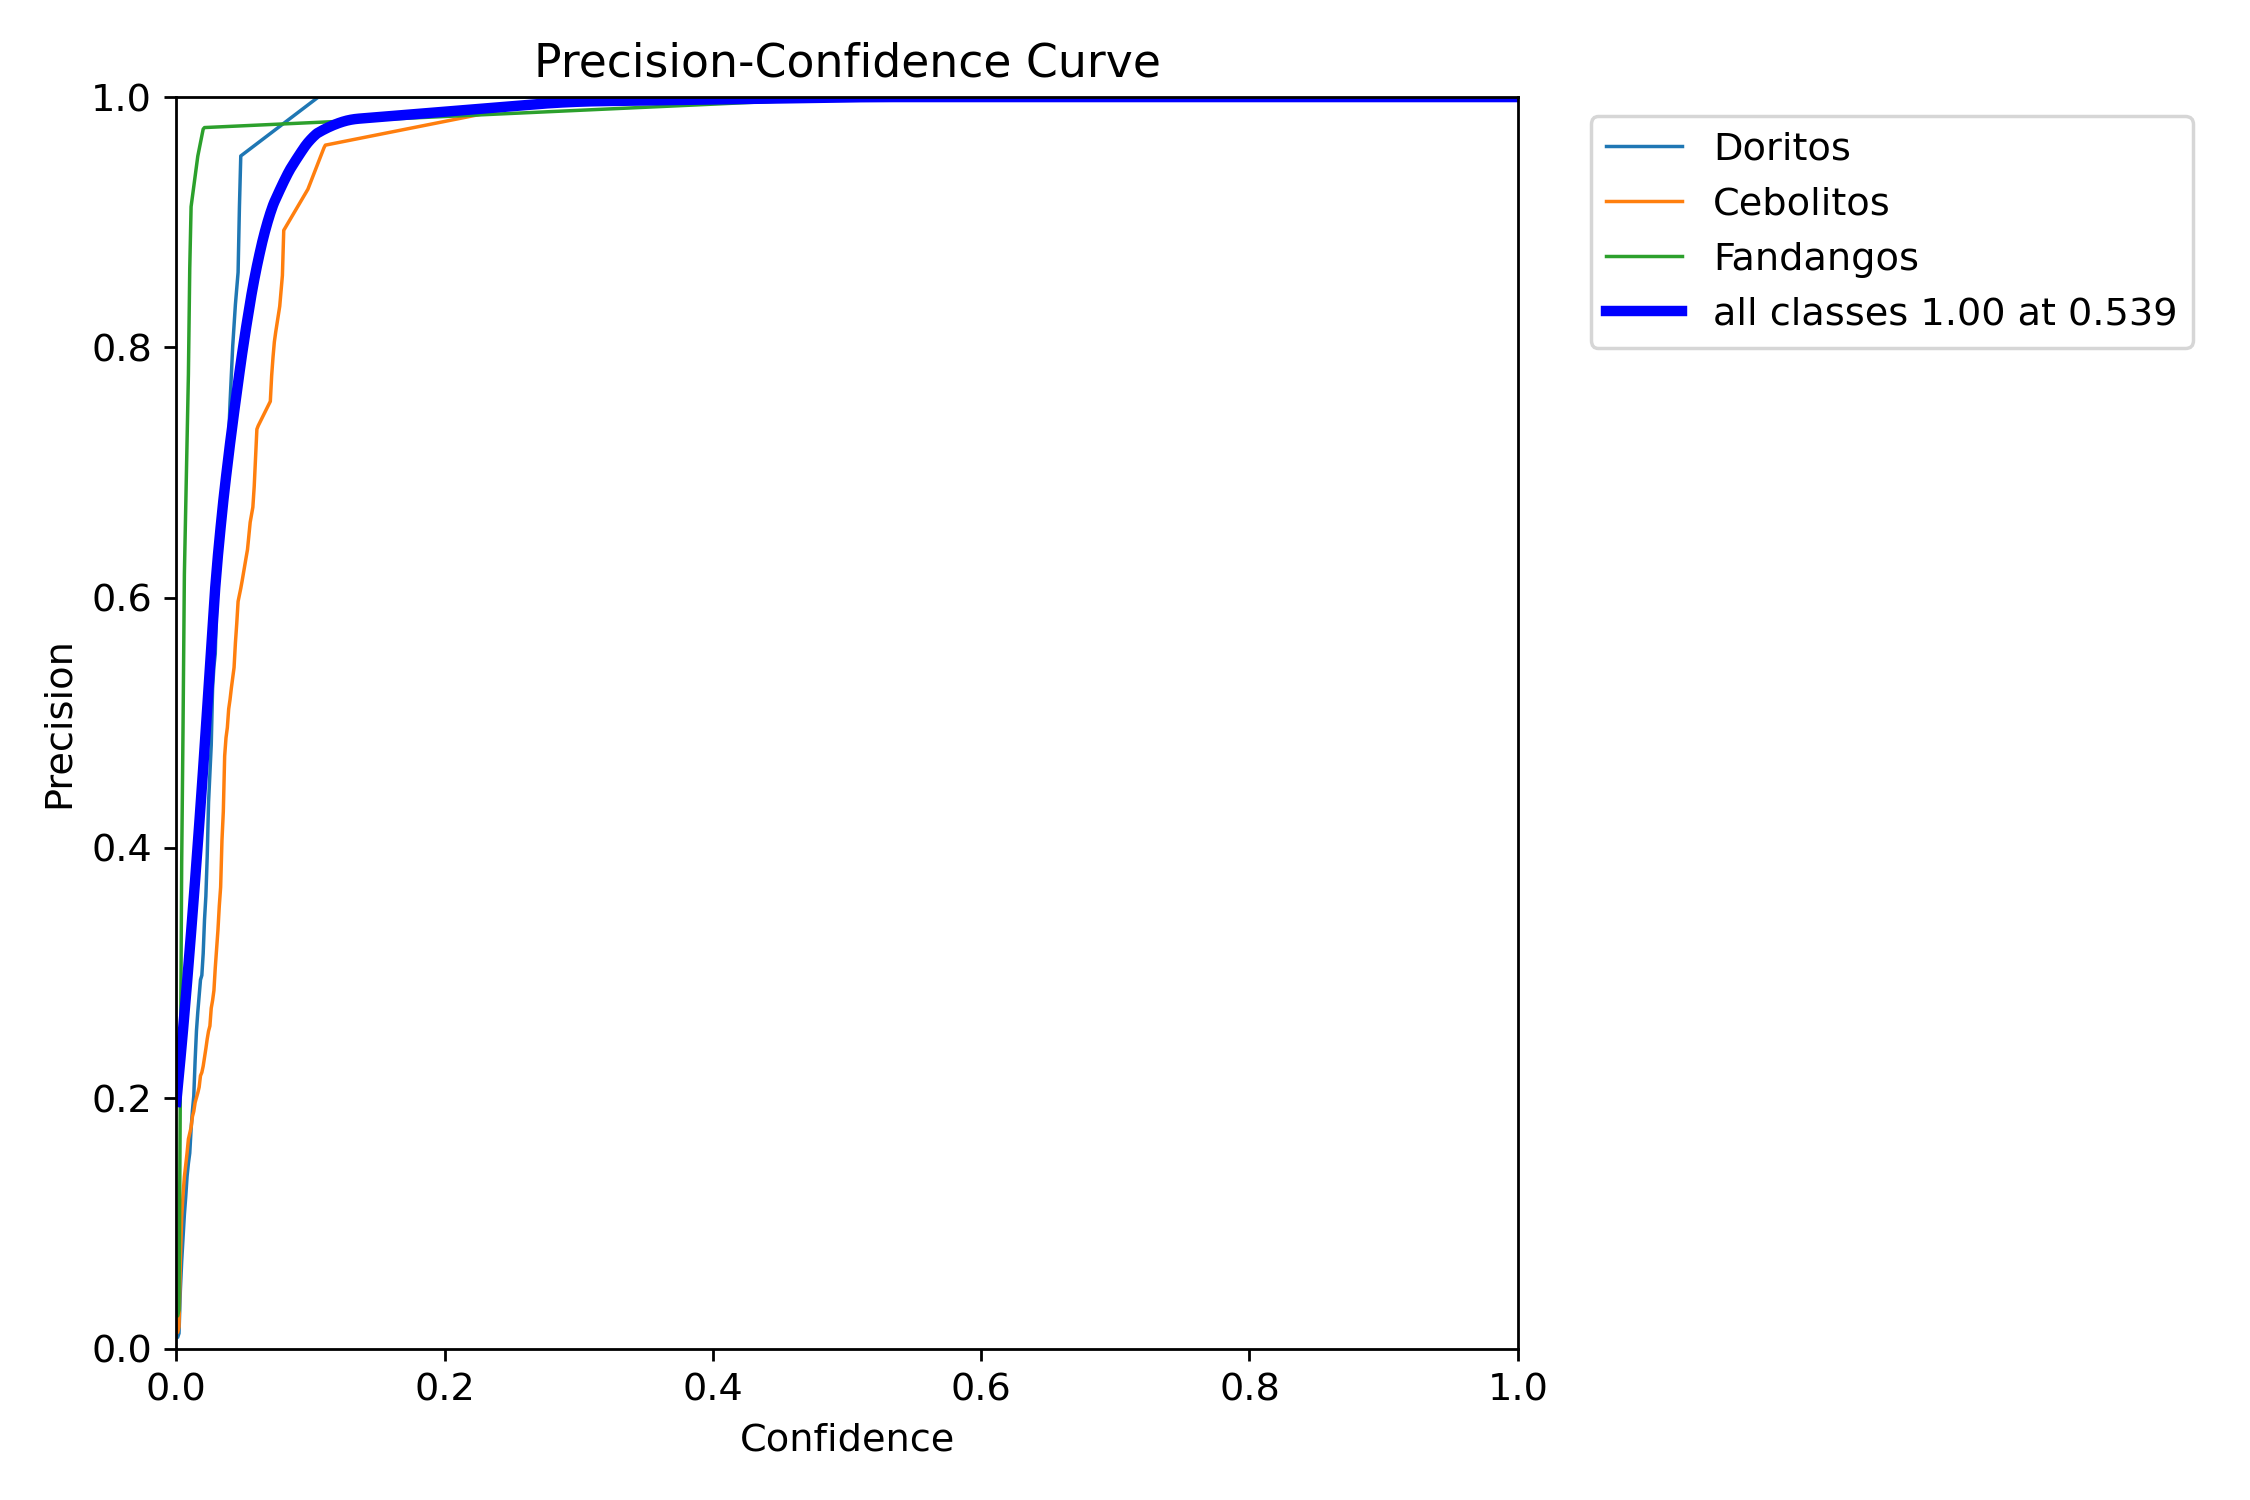 Precision-Confidence Curve
1.0
0.8
0.6
0.4
0.2
0.0
Precision
0.0 0.2 0.4 0.6 0.8 1.0
Confidence
Doritos
Cebolitos
Fandangos
all classes 1.00 at 0.539